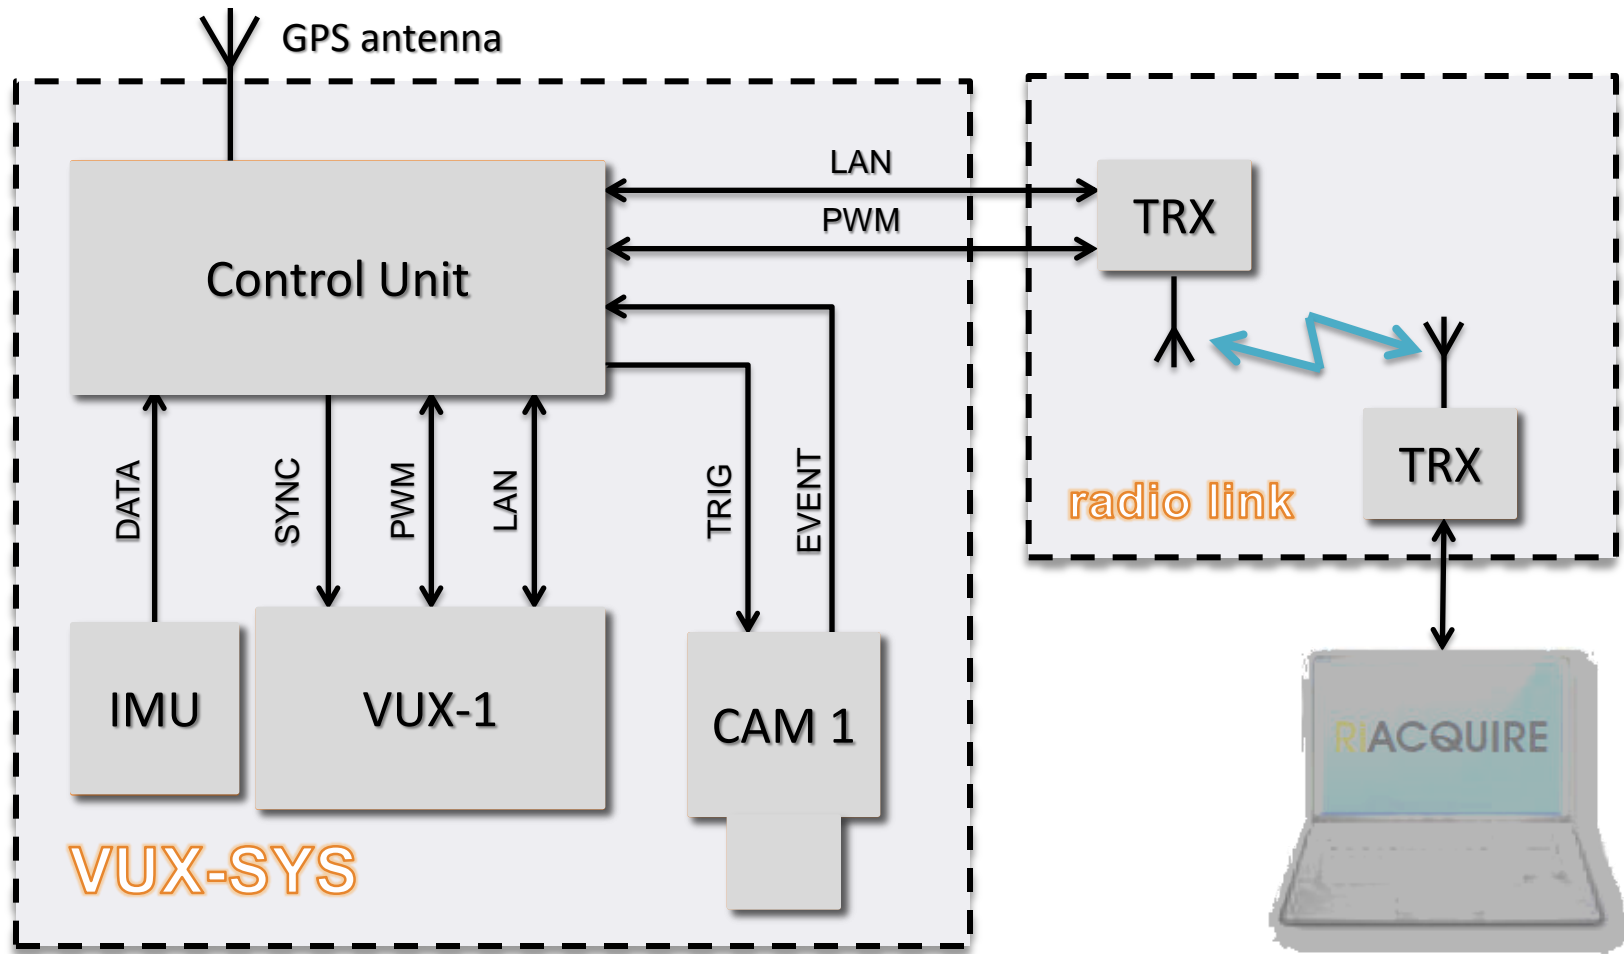 GPS antenna
LAN
PWM
TRX
Control Unit
DATA
SYNC
PWM
LAN
TRIG
EVENT
TRX
radio link
IMU
VUX-1
CAM 1
RIACQUIRE
VUX-SYS